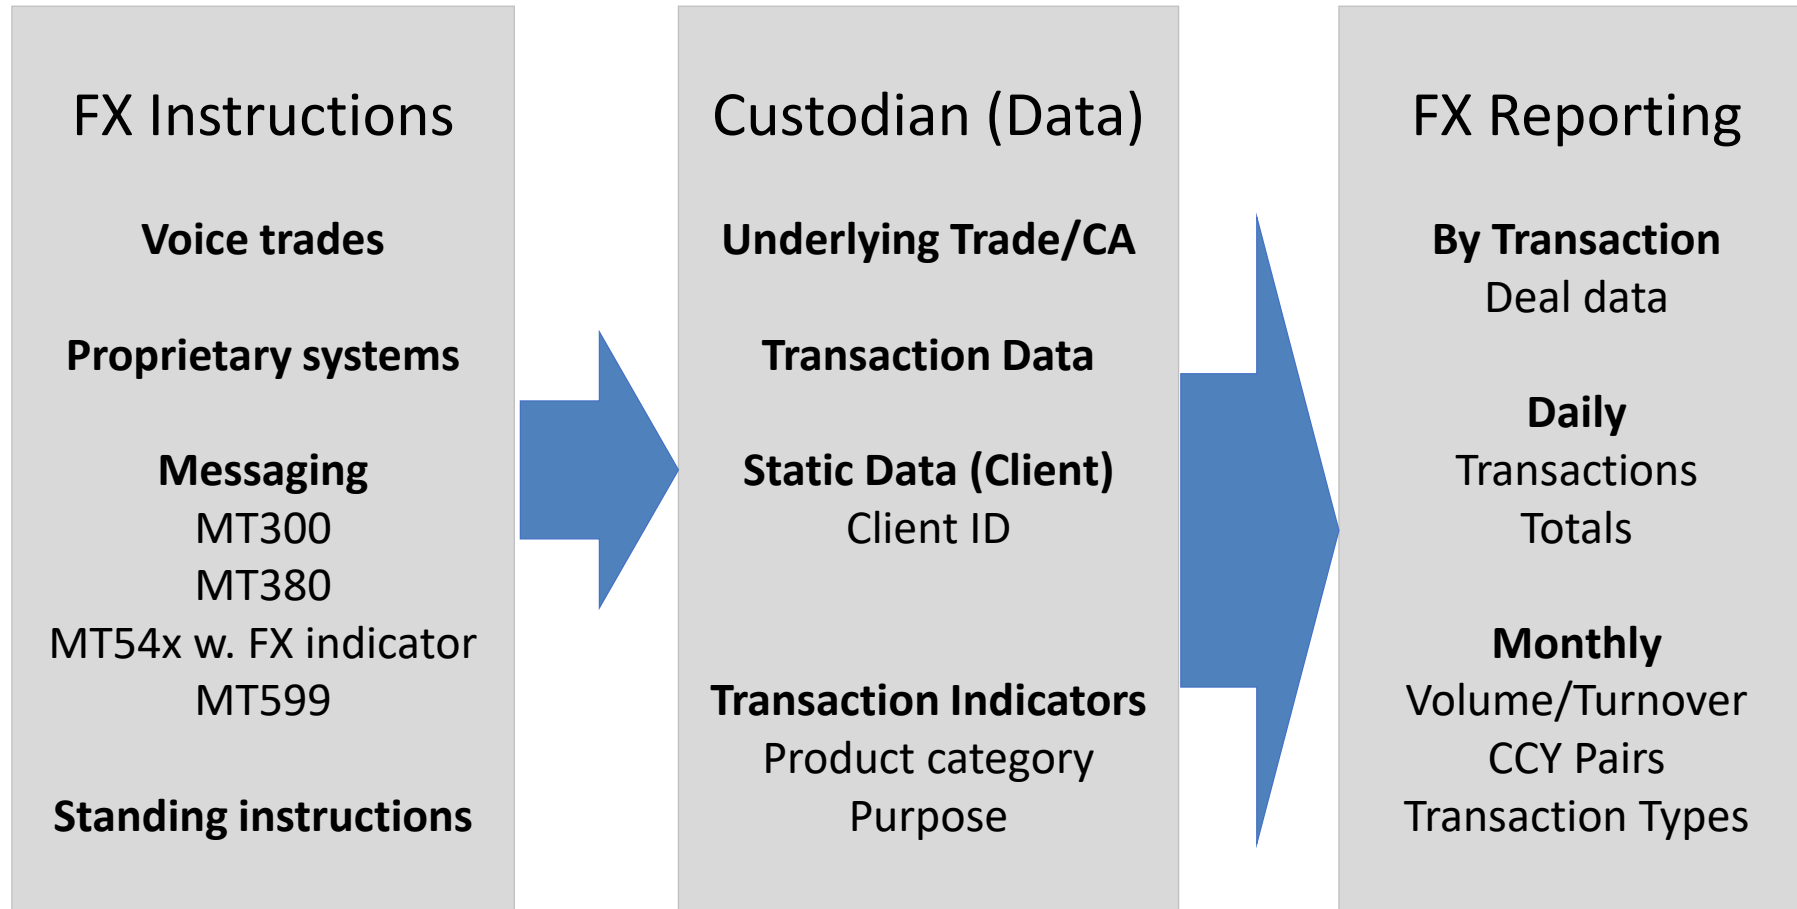 FX Instructions
Voice trades
Proprietary systems
Messaging
MT300
MT380
MT54x w. FX indicator
MT599
Standing instructions
Custodian (Data)
Underlying Trade/CA
Transaction Data
Static Data (Client)
Client ID
Transaction Indicators
Product category
Purpose
FX Reporting
By Transaction
Deal data
Daily
Transactions
Totals
Monthly
Volume/Turnover
CCY Pairs
Transaction Types